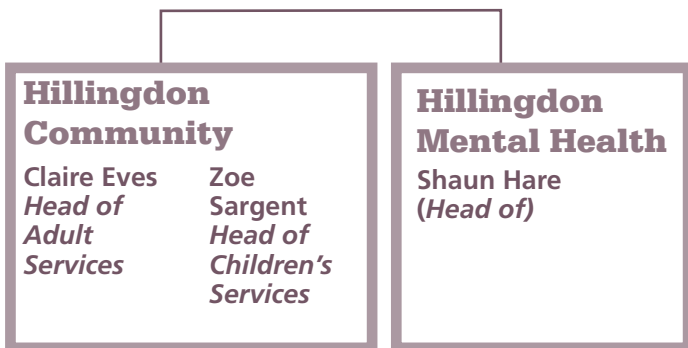 Hillingdon
Community
Claire Eves
Head of
Adult
Services
Zoe
Sargent
Head of
Children's
Services
Hillingdon
Mental Health
Shaun Hare
(Head of)